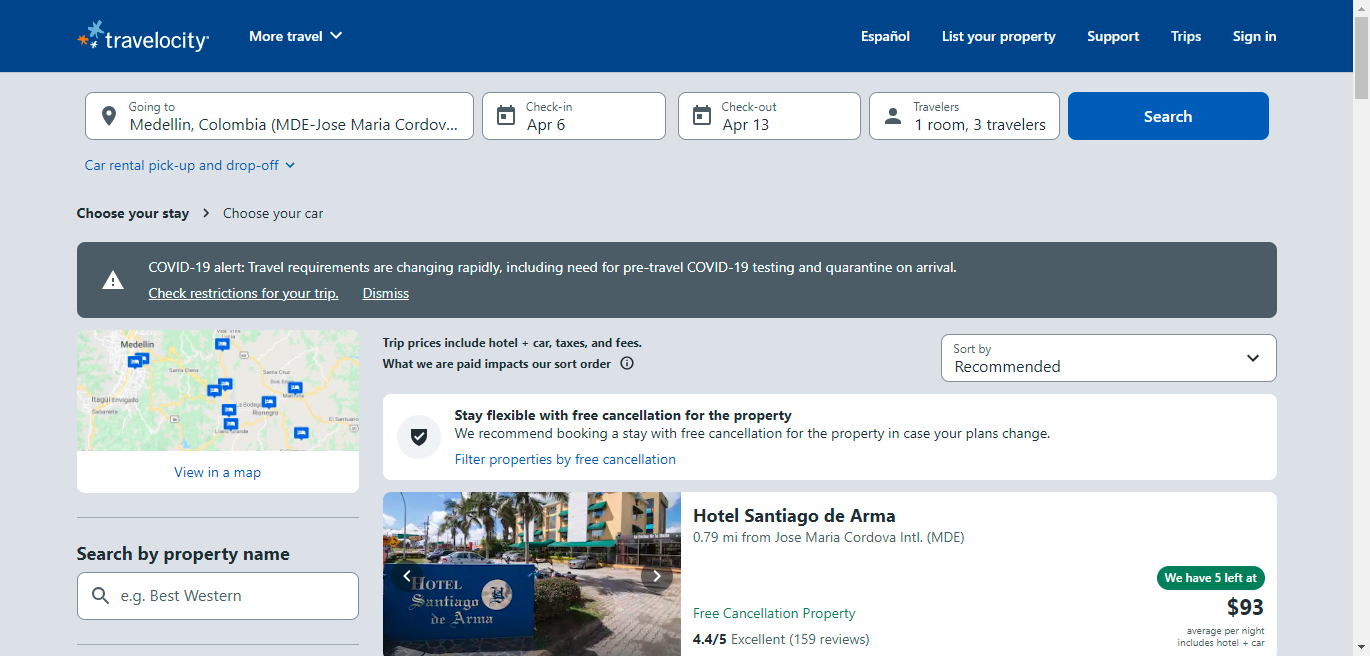 travelocity
More travel
Español
List your property
Support
Trips
Sign in
Going to
Medellin, Colombia (MDE-Jose Maria Cordov...
Check-in
Apr 6
Check-out
Apr 13
Travelers
1 room, 3 travelers
Search
Car rental pick-up and drop-off
Choose your stay
Choose your car
COVID-19 alert: Travel requirements are changing rapidly, including need for pre-travel COVID-19 testing and quarantine on arrival.
Check restrictions for your trip.
Dismiss
Medellín
Santa Elena
Santa Cruz
Itagüí Envigado
Sabaneta
Rionegro
Llano Grande
El Santuario
View in a map
Search by property name
e.g. Best Western
Trip prices include hotel + car, taxes, and fees.
What we are paid impacts our sort order
Sort by
Recommended
Stay flexible with free cancellation for the property
We recommend booking a stay with free cancellation for the property in case your plans change.
Filter properties by free cancellation
HOTEL
Santiago
de Arma
Hotel Santiago de Arma
0.79 mi from Jose Maria Cordova Intl. (MDE)
We have 5 left at
$93
Free Cancellation Property
average per night
4.4/5 Excellent (159 reviews)
includes hotel + car